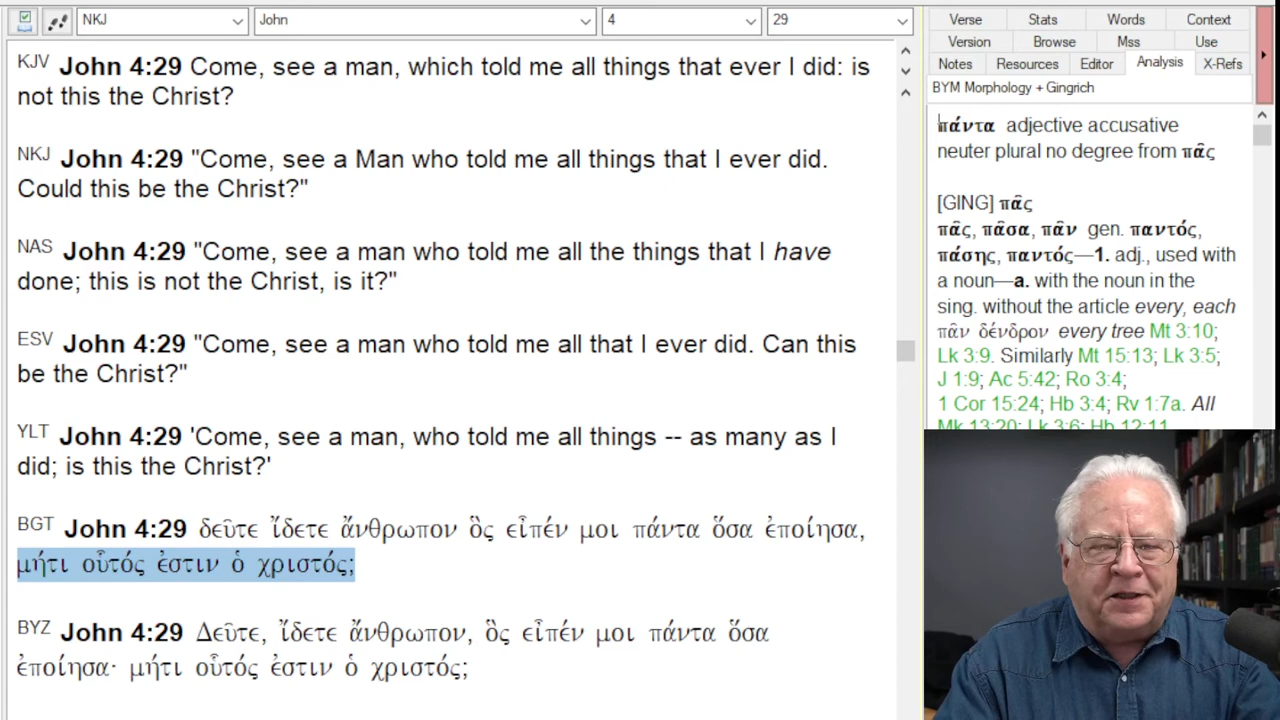 NKJ John 4 29
KJV John 4:29 Come, see a man, which told me all things that ever I did: is
not this the Christ?
NKJ John 4:29 "Come, see a Man who told me all things that I ever did.
Could this be the Christ?"
NAS John 4:29 "Come, see a man who told me all the things that I have
done; this is not the Christ, is it?"
ESV John 4:29 "Come, see a man who told me all that I ever did. Can this
be the Christ?"
YLT John 4:29 'Come, see a man, who told me all things -- as many as I
did; is this the Christ?'
BGT John 4:29 δεῦτε ἴδετε ἄνθρωπον ὃς εἶπέν μοι πάντα ὅσα ἐποίησα,
μήτι οὗτός ἐστιν ὁ χριστός;
BYZ John 4:29 Δεῦτε, ἴδετε ἄνθρωπον, ὃς εἶπέν μοι πάντα ὅσα
ἐποίησα· μήτι οὗτός ἐστιν ὁ χριστός;
Verse Stats Words Context
Version Browse Mss Use
Notes Resources Editor Analysis X-Refs
BYM Morphology + Gingrich
πάντα adjective accusative
neuter plural no degree from πᾶς
[GING] πᾶς
πᾶς, πᾶσα, πᾶν gen. παντός,
πάσης, παντός—1. adj., used with
a noun—a. with the noun in the
sing. without the article every, each
πᾶν δένδρον every tree Mt 3:10;
Lk 3:9. Similarly Mt 15:13; Lk 3:5;
J 1:9; Ac 5:42; Ro 3:4;
1 Cor 15:24; Hb 3:4; Rv 1:7a. All
Mk 13:20; Lk 3:6; Hb 12:11